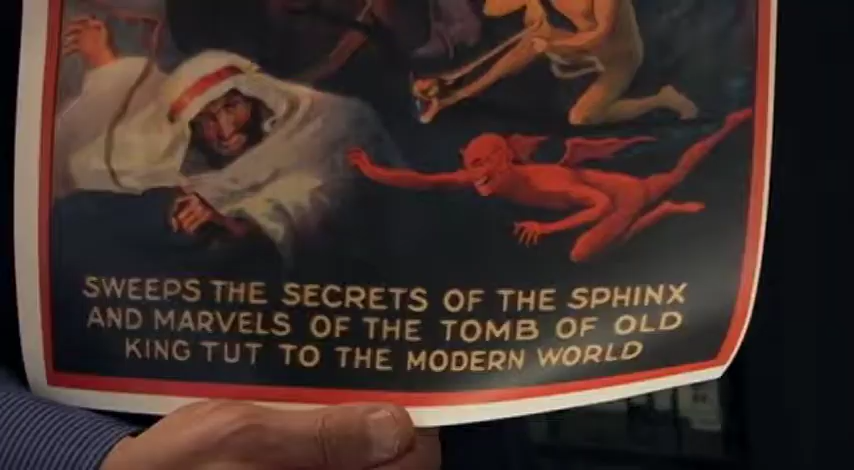 SWEEPS THE SECRETS OF THE SPHINX
AND MARVELS OF THE TOMB OF OLD
KING TUT TO THE MODERN WORLD